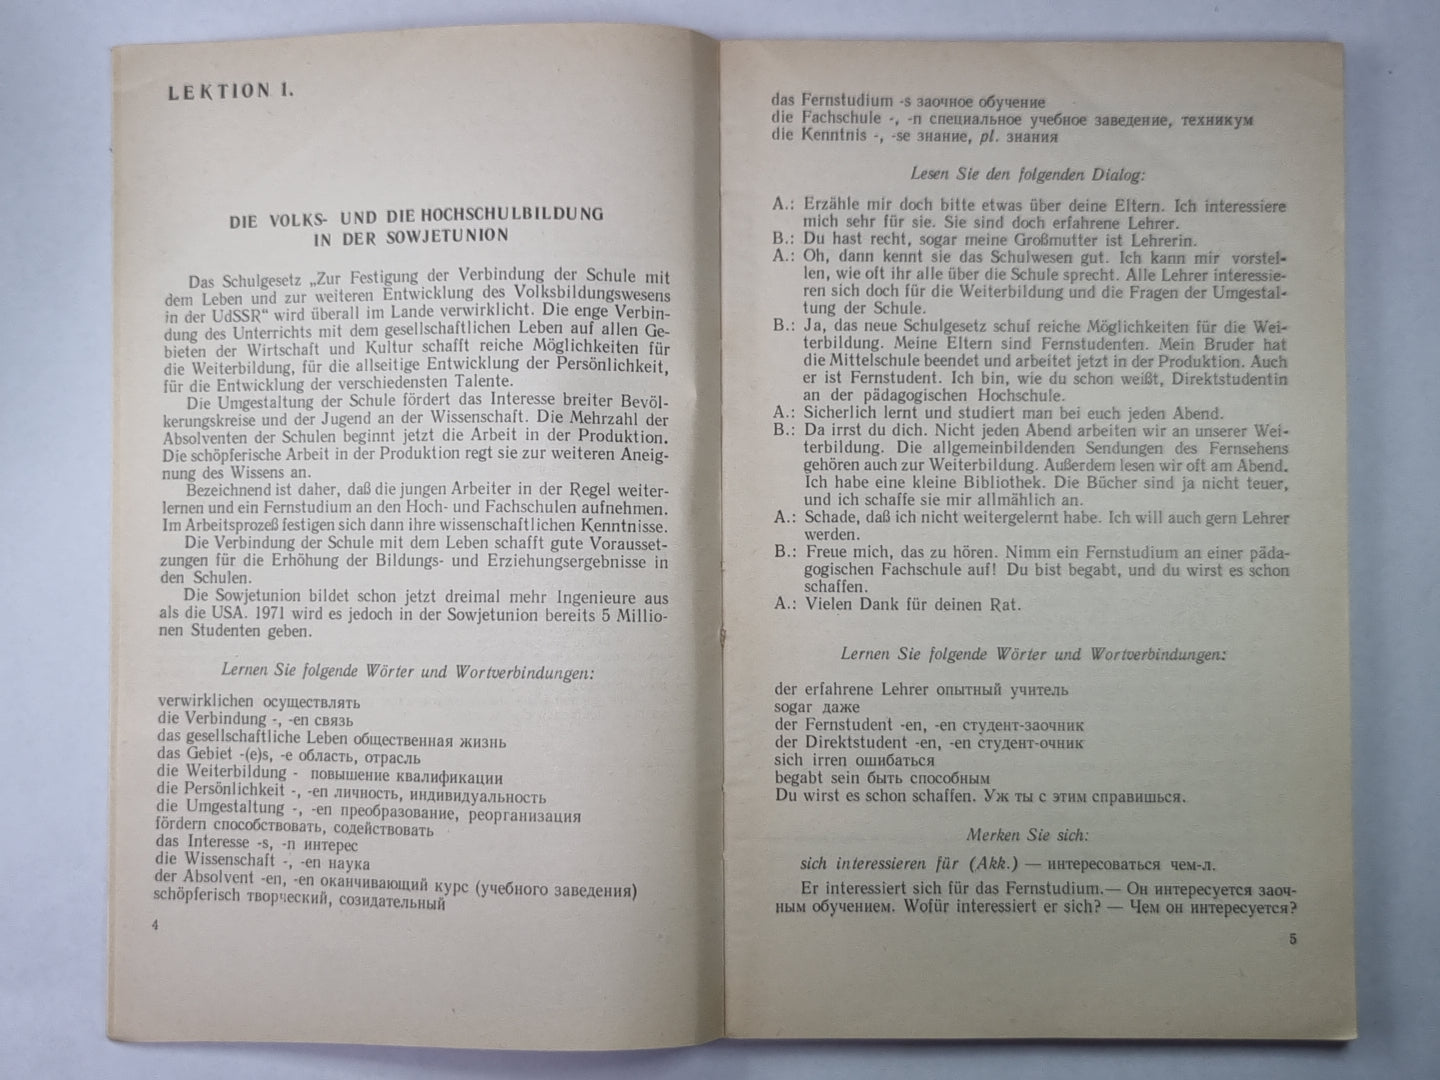 LEKTION 1.
DIE VOLKS- UND DIE HOCHSCHULBILDUNG
IN DER SOWJETUNION
Das Schulgesetz „Zur Festigung der Verbindung der Schule mit
dem Leben und zur weiteren Entwicklung des Volksbildungswesens
in der UdSSR“ wird überall im Lande verwirklicht. Die enge Verbin-
dung des Unterrichts mit dem gesellschaftlichen Leben auf allen Ge-
bieten der Wirtschaft und Kultur schafft reiche Möglichkeiten für
die Weiterbildung, für die allseitige Entwicklung der Persönlichkeit,
für die Entwicklung der verschiedensten Talente.
Die Umgestaltung der Schule fördert das Interesse breiter Bevöl-
kerungskreise und der Jugend an der Wissenschaft. Die Mehrzahl der
Absolventen der Schulen beginnt jetzt die Arbeit in der Produktion.
Die schöpferische Arbeit in der Produktion regt sie zur weiteren Aneig-
nung des Wissens an.
Bezeichnend ist daher, daß die jungen Arbeiter in der Regel weiter-
lernen und ein Fernstudium an den Hoch- und Fachschulen aufnehmen.
Im Arbeitsprozeß festigen sich dann ihre wissenschaftlichen Kenntnisse.
Die Verbindung der Schule mit dem Leben schafft gute Vorausset-
zungen für die Erhöhung der Bildungs- und Erziehungsergebnisse in
den Schulen.
Die Sowjetunion bildet schon jetzt dreimal mehr Ingenieure aus
als die USA. 1971 wird es jedoch in der Sowjetunion bereits 5 Millio-
nen Studenten geben.
Lernen Sie folgende Wörter und Wortverbindungen:
verwirklichen осуществлять
die Verbindung -, -en связь
das gesellschaftliche Leben общественная жизнь
das Gebiet -(e)s, -e область, отрасль
die Weiterbildung - повышение квалификации
die Persönlichkeit -, -en личность, индивидуальность
die Umgestaltung -, -en преобразование, реорганизация
fördern способствовать, содействовать
das Interesse -s, -n интерес
die Wissenschaft -, -en наука
der Absolvent -en, -en оканчивающий курс (учебного заведения)
schöpferisch творческий, созидательный
4
das Fernstudium -s заочное обучение
die Fachschule -, -n специальное учебное заведение, техникум
die Kenntnis -, -se знание, pl. знания
Lesen Sie den folgenden Dialog:
A.: Erzähle mir doch bitte etwas über deine Eltern. Ich interessiere
mich sehr für sie. Sie sind doch erfahrene Lehrer.
B.: Du hast recht, sogar meine Großmutter ist Lehrerin.
A.: Oh, dann kennt sie das Schulwesen gut. Ich kann mir vorstel-
len, wie oft ihr alle über die Schule sprecht. Alle Lehrer interessie-
ren sich doch für die Weiterbildung und die Fragen der Umgestal-
tung der Schule.
B.: Ja, das neue Schulgesetz schuf reiche Möglichkeiten für die Wei-
terbildung. Meine Eltern sind Fernstudenten. Mein Bruder hat
die Mittelschule beendet und arbeitet jetzt in der Produktion. Auch
er ist Fernstudent. Ich bin, wie du schon weißt, Direktstudentin
an der pädagogischen Hochschule.
A.: Sicherlich lernt und studiert man bei euch jeden Abend.
B.: Da irrst du dich. Nicht jeden Abend arbeiten wir an unserer Wei-
terbildung. Die allgemeinbildenden Sendungen des Fernsehens
gehören auch zur Weiterbildung. Außerdem lesen wir oft am Abend.
Ich habe eine kleine Bibliothek. Die Bücher sind ja nicht teuer,
und ich schaffe sie mir allmählich an.
A.: Schade, daß ich nicht weitergelernt habe. Ich will auch gern Lehrer
werden.
B.: Freue mich, das zu hören. Nimm ein Fernstudium an einer päda-
gogischen Fachschule auf! Du bist begabt, und du wirst es schon
schaffen.
A.: Vielen Dank für deinen Rat.
Lernen Sie folgende Wörter und Wortverbindungen:
der erfahrene Lehrer опытный учитель
sogar даже
der Fernstudent -en, -en студент-заочник
der Direktstudent -en, -en студент-очник
sich irren ошибаться
begabt sein быть способным
Du wirst es schon schaffen. Уж ты с этим справишься.
Merken Sie sich:
sich interessieren für (Akk.) — интересоваться чем-л.
Er interessiert sich für das Fernstudium.— Он интересуется заоч-
ным обучением. Wofür interessiert er sich? — Чем он интересуется?
5